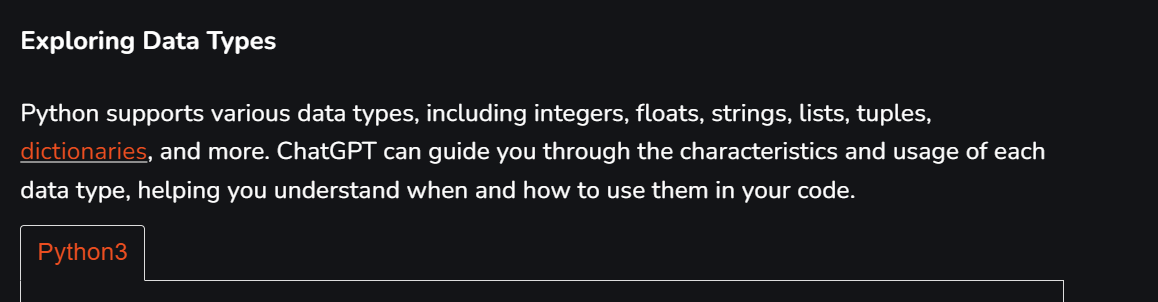 Exploring Data Types
Python supports various data types, including integers, floats, strings, lists, tuples,
dictionaries, and more. ChatGPT can guide you through the characteristics and usage of each
data type, helping you understand when and how to use them in your code.
Python3